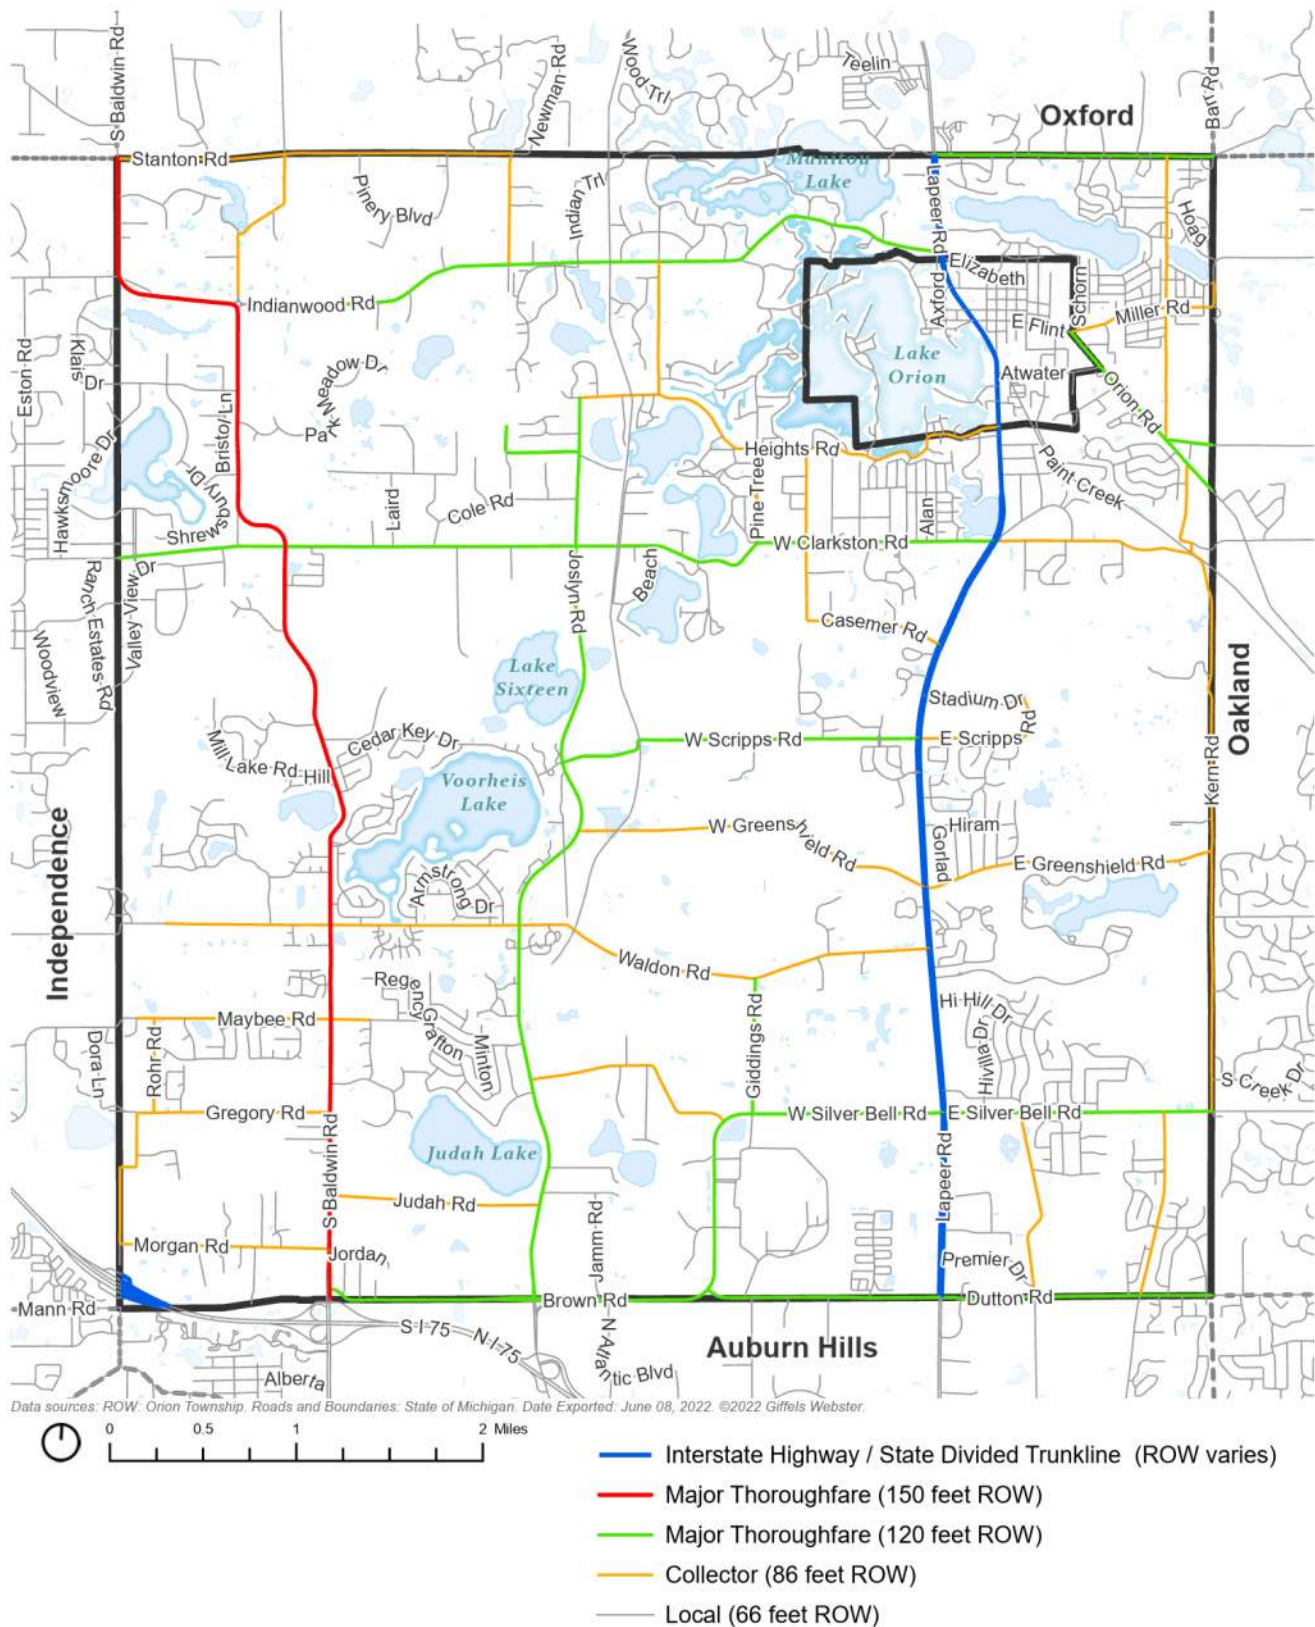 S Baldwin Rd
Newman Rd
Wood Trl
Teelin
Barr Rd
Oxford
Stanton Rd
Manitou
Lake
Lapeer Rd
Pinery Blvd
Indian Trl
Hoag
Elizabeth
Schorn
Axford
Indianwood Rd
E Flint
Miller Rd
Eston Rd
Klais
Dr
Park Meadow Dr
Lake
Orion
Atwater
Orion Rd
Bristol Ln
Hawksmoore Dr
Shrewsbury Dr
Heights Rd
Pine Tree
Paint Creek
Laird
Cole Rd
Alan
W Clarkston Rd
Ranch Estates Rd
Valley View Dr
Joslyn Rd
Beach
Woodview
Casemer Rd
Lake
Sixteen
Stadium Dr
Oakland
Mill Lake Rd
Hill
Cedar Key Dr
W Scripps Rd
E Scripps Rd
Kern Rd
Voorheis
Lake
W Greenshield Rd
Hiram
Gorlad
E Greenshield Rd
Independence
Armstrong Dr
Waldon Rd
Regency
Grafton
Minton
Giddings Rd
Hi Hill Dr
Hivilla Dr
Maybee Rd
Dora Ln
Rohr Rd
S Creek Dr
Gregory Rd
W Silver Bell Rd
E Silver Bell Rd
S Baldwin Rd
Judah Lake
Judah Rd
Lapeer Rd
Morgan Rd
Jordan
Jamm Rd
Premier Dr
Mann Rd
Brown Rd
Dutton Rd
S I 75
N I 75
N Atlantic Blvd
Auburn Hills
Alberta
Data sources: ROW: Orion Township. Roads and Boundaries: State of Michigan. Date Exported: June 08, 2022. ©2022 Giffels Webster.
0 0.5 1 2 Miles
Interstate Highway / State Divided Trunkline (ROW varies)
Major Thoroughfare (150 feet ROW)
Major Thoroughfare (120 feet ROW)
Collector (86 feet ROW)
Local (66 feet ROW)